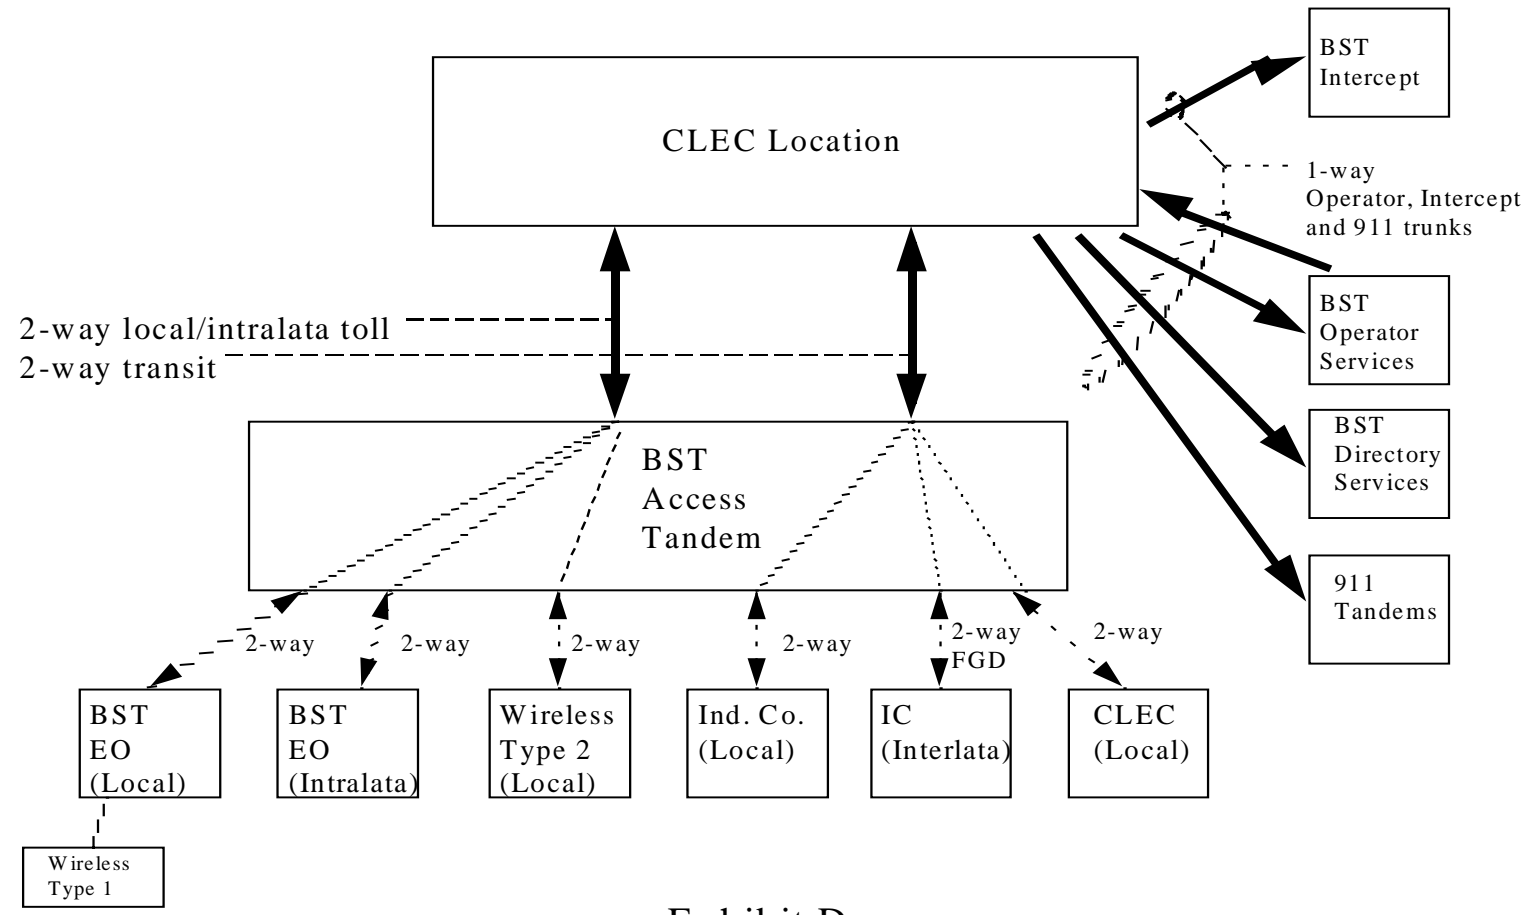 BST
Intercept
CLEC Location
1-way
Operator, Intercept
and 911 trunks
BST
Operator
Services
2-way local/intralata toll
2-way transit
BST
Directory
Services
BST
Access
Tandem
911
Tandems
2-way
2-way
2-way
2-way
2-way
FGD
2-way
BST
EO
(Local)
BST
EO
(Intralata)
Wireless
Type 2
(Local)
Ind. Co.
(Local)
IC
(Interlata)
CLEC
(Local)
Wireless
Type 1
Exhibit D